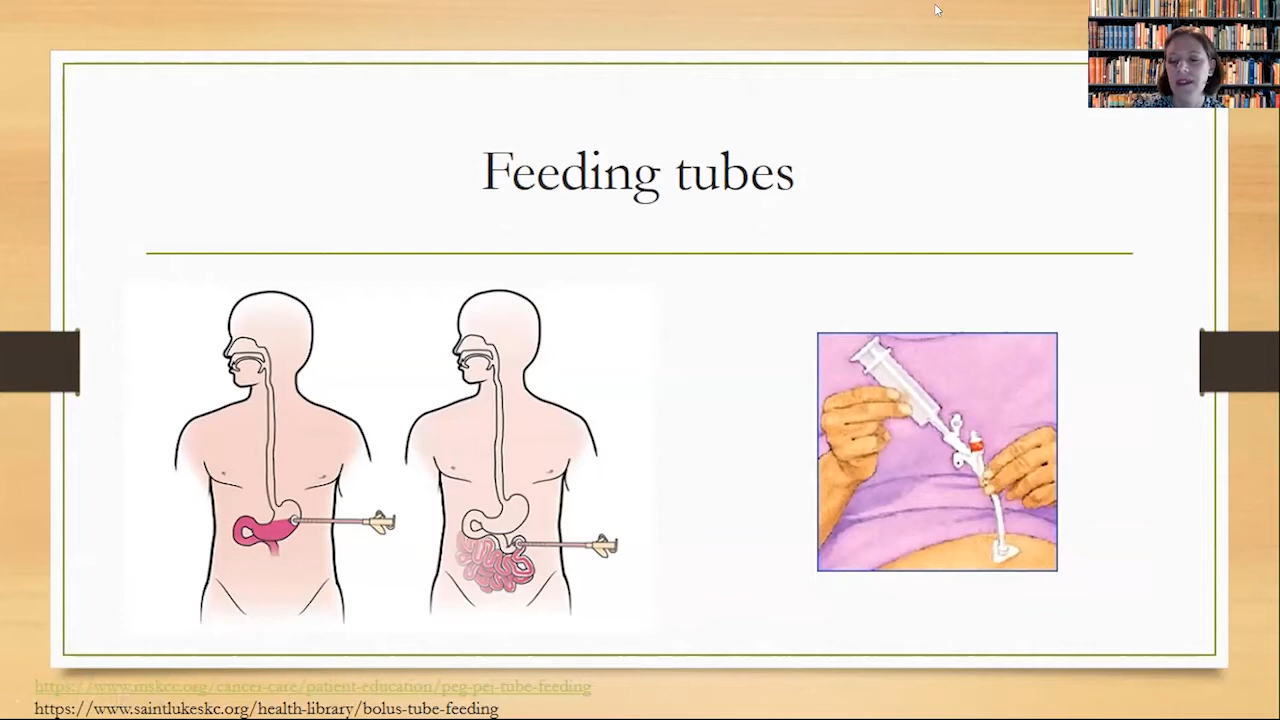 Feeding tubes
https://www.mskcc.org/cancer-care/patient-education/peg-pej-tube-feeding
https://www.saintlukeskc.org/health-library/bolus-tube-feeding